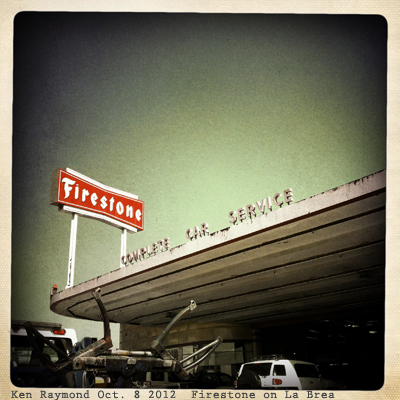 Firestone
COMPLETE CAR SERVICE
Ken Raymond Oct. 8 2012 Firestone on La Brea